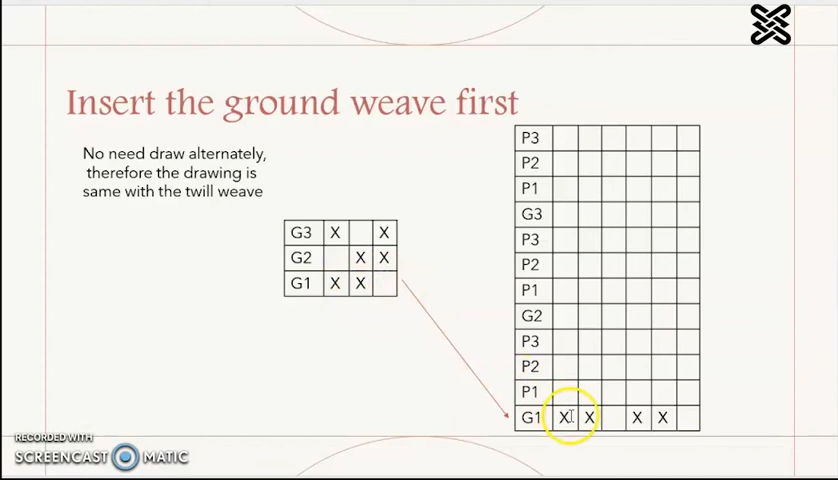 Insert the ground weave first
No need draw alternately,
therefore the drawing is
same with the twill weave
G3 X X
G2 X X
G1 X X
P3
P2
P1
G3
P3
P2
P1
G2
P3
P2
P1
G1 X X X X
RECORDED WITH
SCREENCAST MATIC